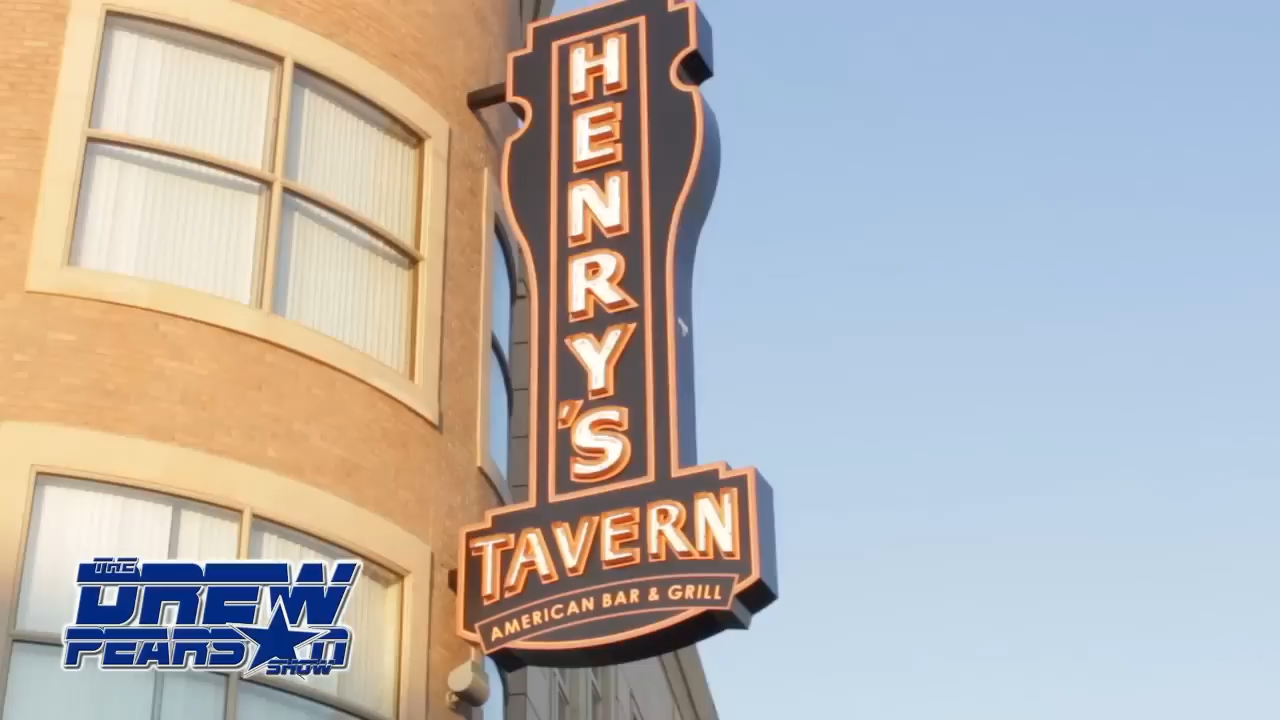 HENRY'S
TAVERN
AMERICAN BAR & GRILL
THE
DREW
PEARSON
SHOW